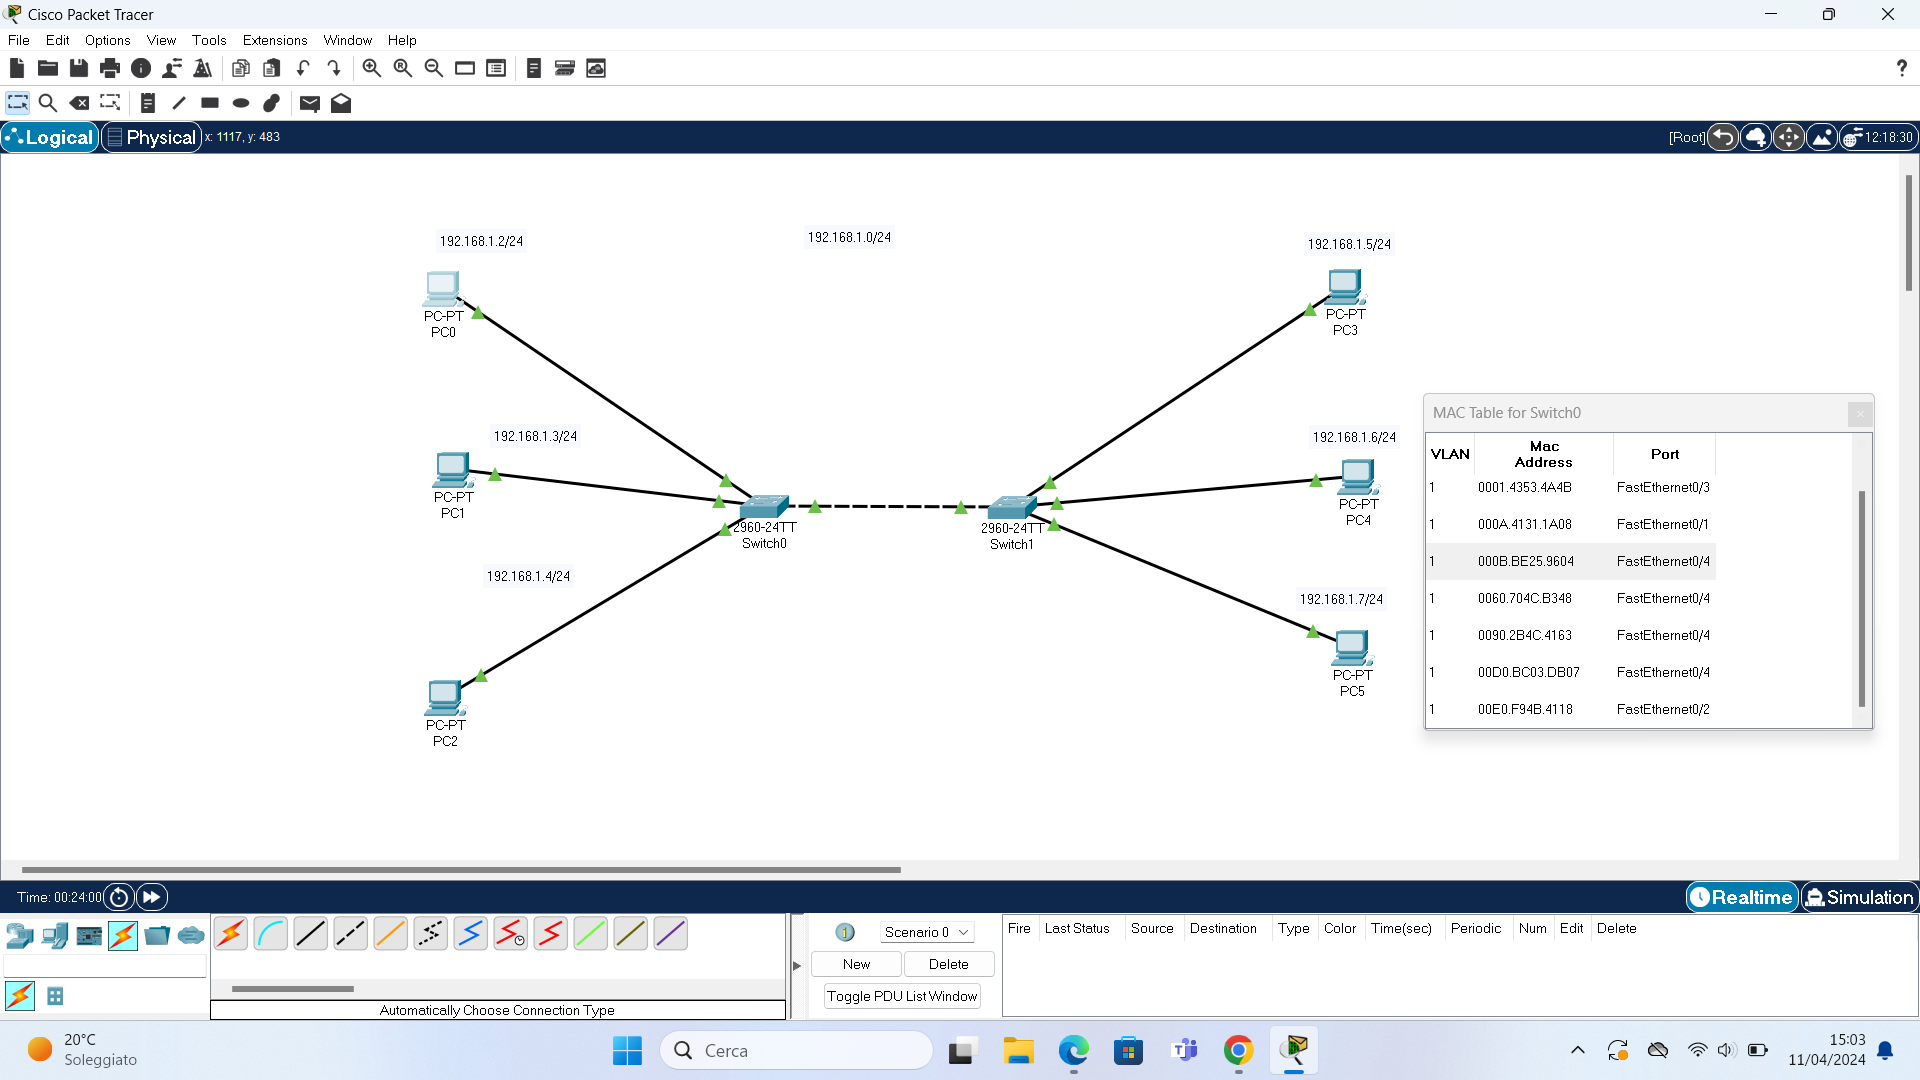 Cisco Packet Tracer
File Edit Options View Tools Extensions Window Help
Logical Physical x: 1117, y: 483 [Root] 12:18:30
192.168.1.2/24
192.168.1.0/24
192.168.1.5/24
PC-PT
PC0
PC-PT
PC3
192.168.1.3/24
192.168.1.6/24
PC-PT
PC1
PC-PT
PC4
2960-24TT
Switch0
2960-24TT
Switch1
192.168.1.4/24
192.168.1.7/24
PC-PT
PC2
PC-PT
PC5
MAC Table for Switch0
VLAN Mac Address Port
1 0001.4353.4A4B FastEthernet0/3
1 000A.4131.1A08 FastEthernet0/1
1 000B.BE25.9604 FastEthernet0/4
1 0060.704C.B348 FastEthernet0/4
1 0090.2B4C.4163 FastEthernet0/4
1 00D0.BC03.DB07 FastEthernet0/4
1 00E0.F94B.4118 FastEthernet0/2
Time: 00:24:00 Realtime Simulation
Scenario 0
New Delete
Toggle PDU List Window
Fire Last Status Source Destination Type Color Time(sec) Periodic Num Edit Delete
Automatically Choose Connection Type
20°C
Soleggiato
Cerca
15:03
11/04/2024